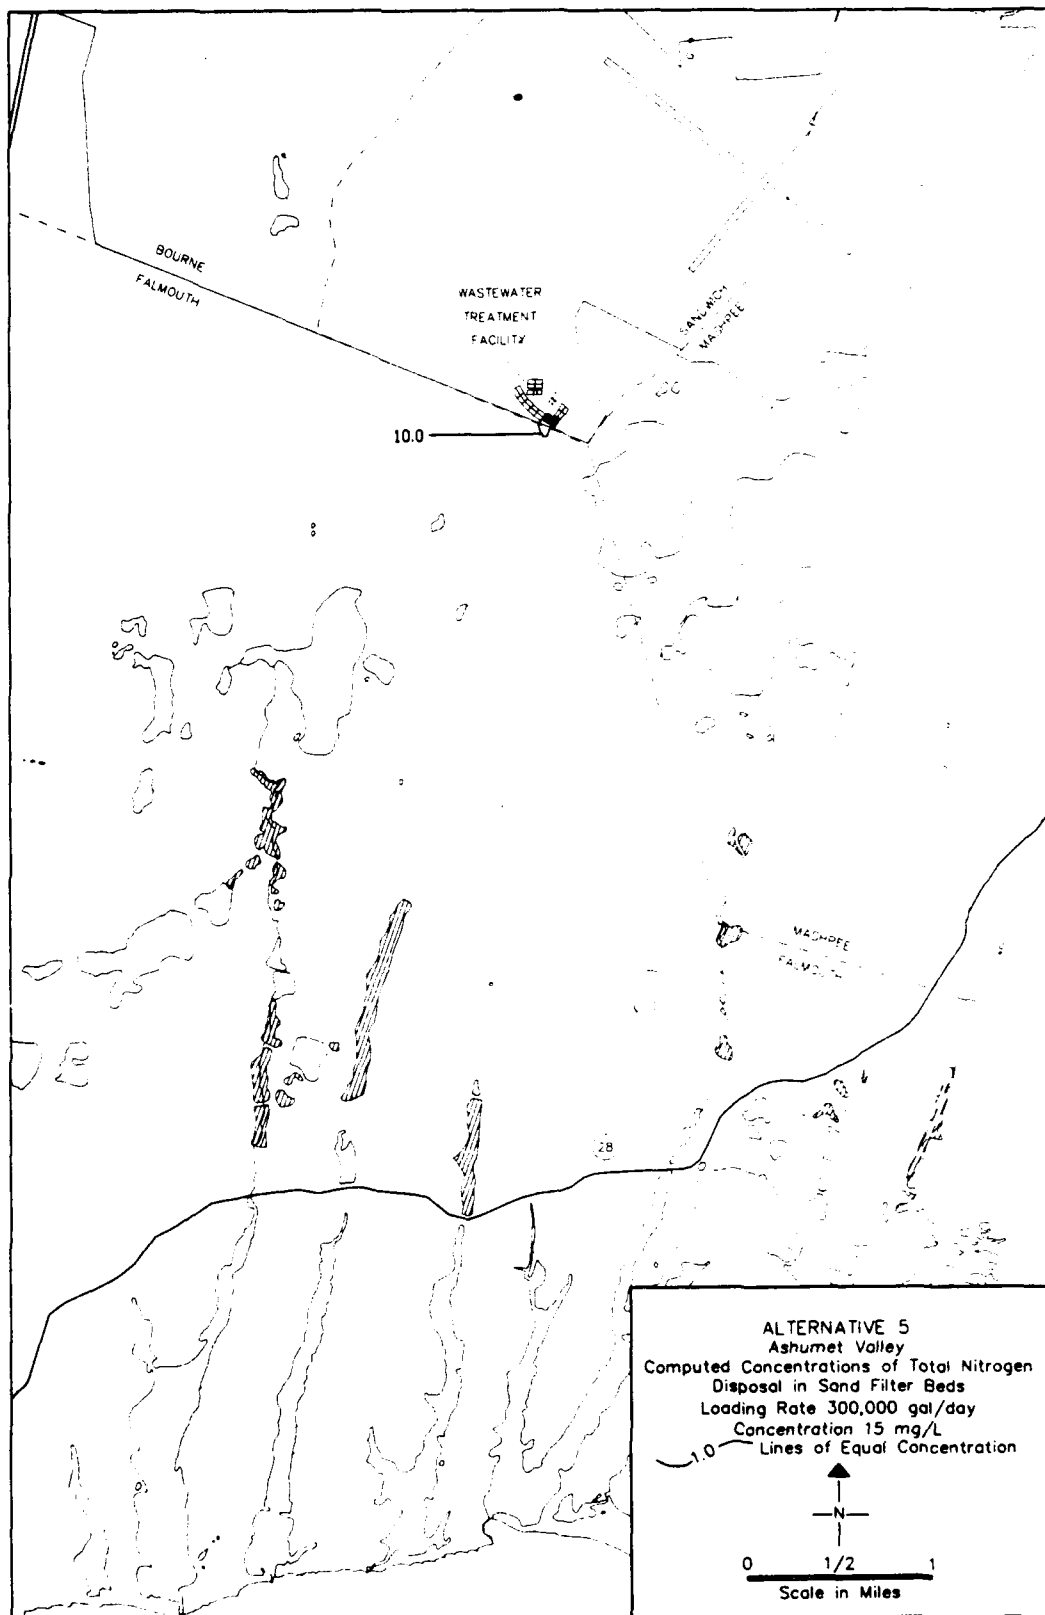 BOURNE
FALMOUTH
WASTEWATER
TREATMENT
FACILITY
SANDWICH
MASHPEE
10.0
MASHPEE
FALMOUTH
28
ALTERNATIVE 5
Ashumet Valley
Computed Concentrations of Total Nitrogen
Disposal in Sand Filter Beds
Loading Rate 300,000 gal/day
Concentration 15 mg/L
1.0 Lines of Equal Concentration
N
0 1/2 1
Scale in Miles